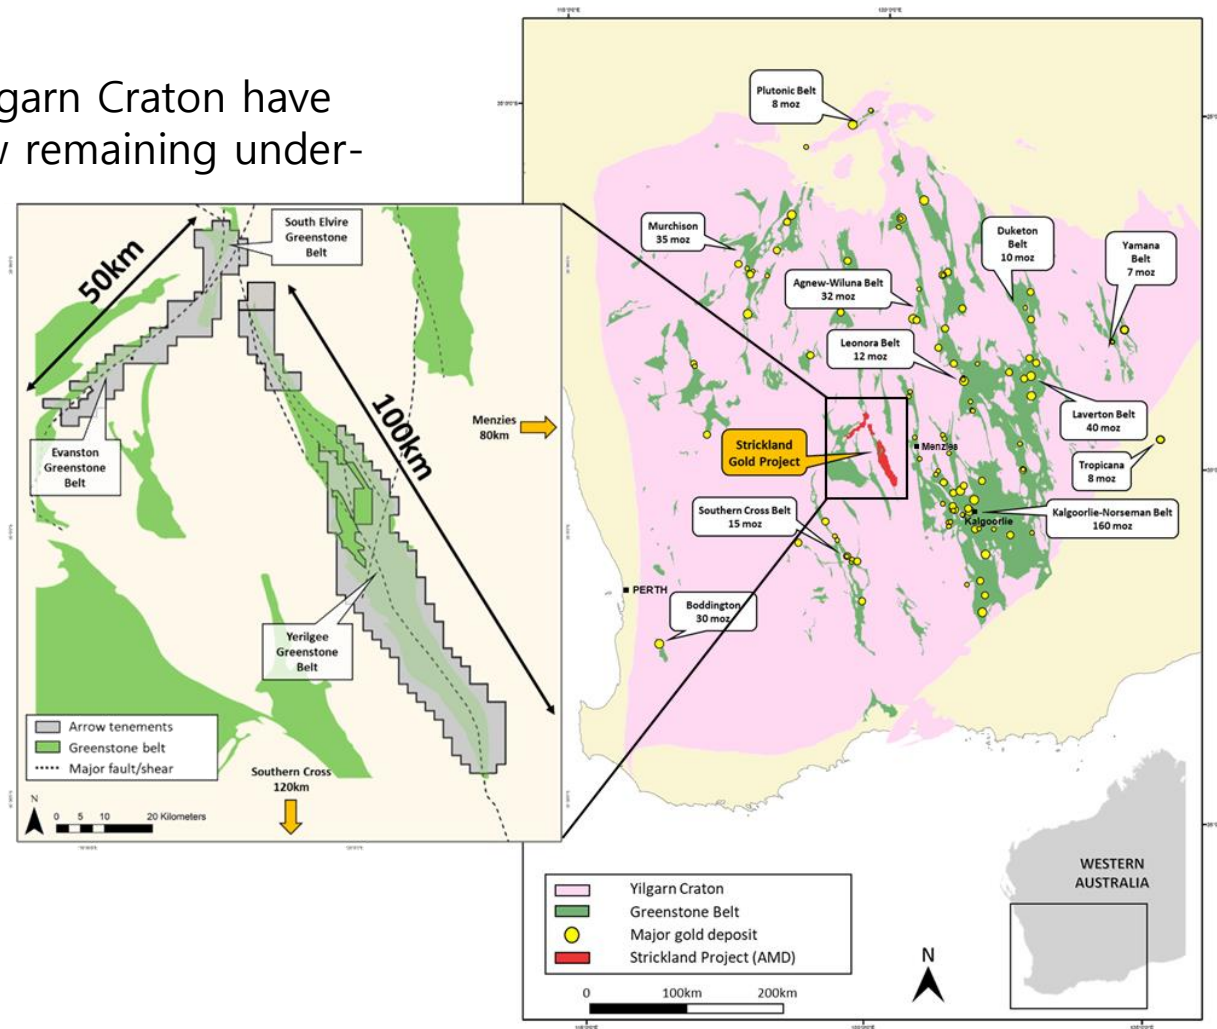 lgarn Craton have
w remaining under-
50km
South Elvire
Greenstone
Belt
100km
Menzies
80km
Evanston
Greenstone
Belt
Yerilgee
Greenstone
Belt
Arrow tenements
Greenstone belt
Major fault/shear
Southern Cross
120km
N
0 5 10 20 Kilometers
Plutonic Belt
8 moz
Murchison
35 moz
Duketon
Belt
10 moz
Yamana
Belt
7 moz
Agnew-Wiluna Belt
32 moz
Leonora Belt
12 moz
Laverton Belt
40 moz
Strickland
Gold Project
Menzies
Tropicana
8 moz
Southern Cross Belt
15 moz
Kalgoorlie
Kalgoorlie-Norseman Belt
160 moz
PERTH
Boddington
30 moz
Yilgarn Craton
Greenstone Belt
Major gold deposit
Strickland Project (AMD)
N
0 100km 200km
WESTERN
AUSTRALIA